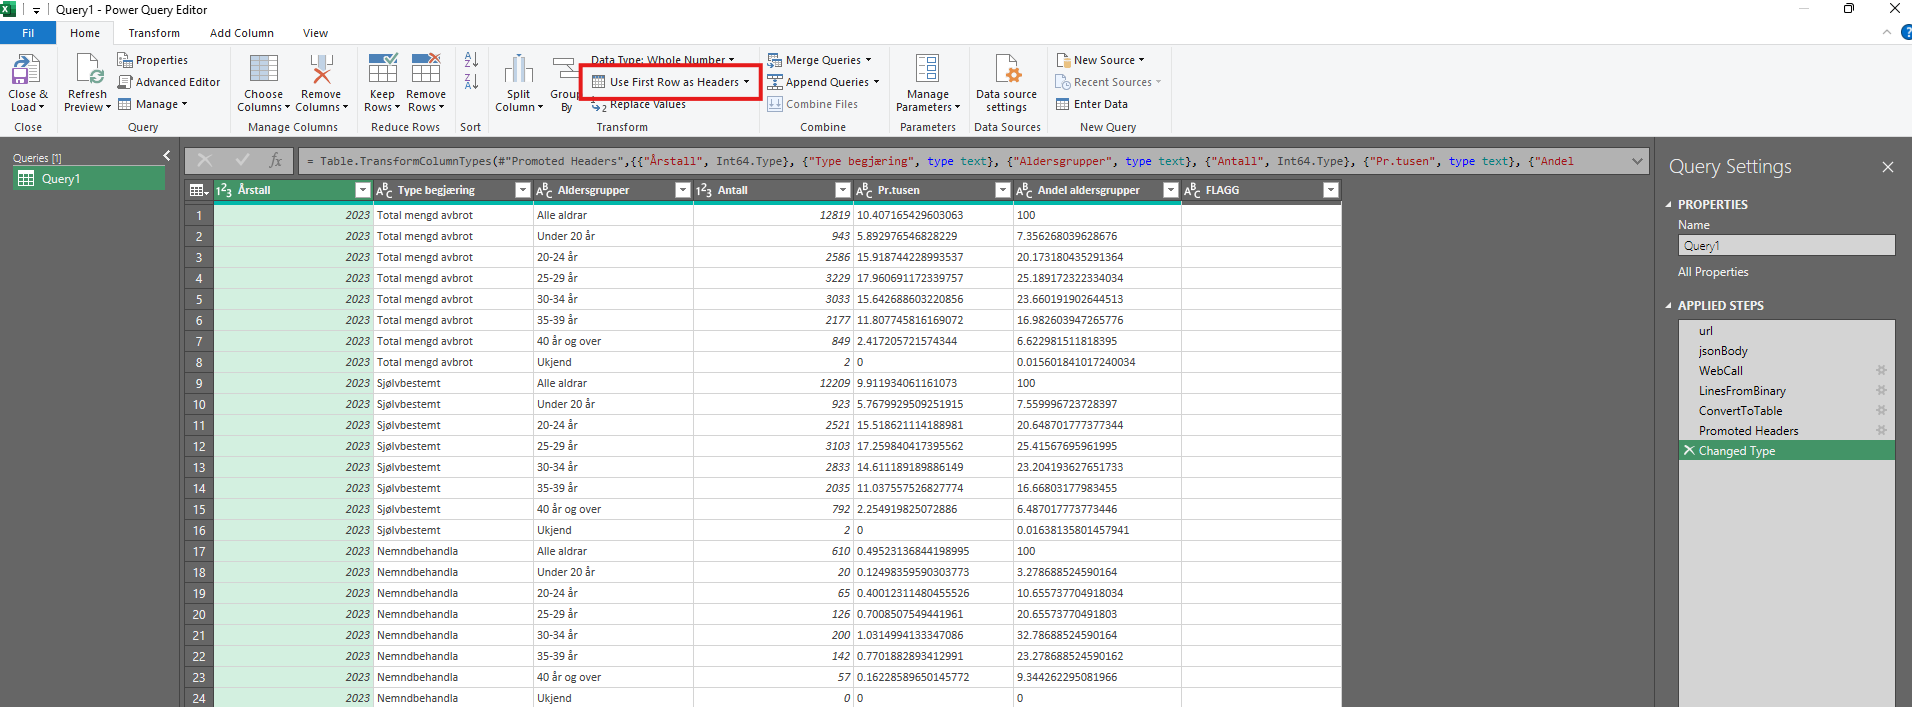 Query1 - Power Query Editor
Fil Home Transform Add Column View
Close & Load
Close
Refresh Preview
Properties
Advanced Editor
Manage
Query
Choose Columns
Remove Columns
Manage Columns
Keep Rows
Remove Rows
Reduce Rows
Sort
Split Column
Group By
Data Type: Whole Number
Use First Row as Headers
Replace Values
Transform
Merge Queries
Append Queries
Combine Files
Combine
Manage Parameters
Parameters
Data source settings
Data Sources
New Source
Recent Sources
Enter Data
New Query
Queries [1]
Query1
= Table.TransformColumnTypes(#"Promoted Headers",{{"Årstall", Int64.Type}, {"Type begjæring", type text}, {"Aldersgrupper", type text}, {"Antall", Int64.Type}, {"Pr.tusen", type text}, {"Andel
Årstall Type begjæring Aldersgrupper Antall Pr.tusen Andel aldersgrupper FLAGG
1 2023 Total mengd avbrot Alle aldrar 12819 10.407165429603063 100
2 2023 Total mengd avbrot Under 20 år 943 5.892976546828229 7.356268039628676
3 2023 Total mengd avbrot 20-24 år 2586 15.918744228993537 20.173180435291364
4 2023 Total mengd avbrot 25-29 år 3229 17.960691172339757 25.189172322334034
5 2023 Total mengd avbrot 30-34 år 3033 15.642688603220856 23.660191902644513
6 2023 Total mengd avbrot 35-39 år 2177 11.807745816169072 16.982603947265776
7 2023 Total mengd avbrot 40 år og over 849 2.417205721574344 6.622981511818395
8 2023 Total mengd avbrot Ukjend 2 0 0.015601841017240034
9 2023 Sjølvbestemt Alle aldrar 12209 9.911934061161073 100
10 2023 Sjølvbestemt Under 20 år 923 5.7679929509251915 7.559996723728397
11 2023 Sjølvbestemt 20-24 år 2521 15.518621114188981 20.648701777377344
12 2023 Sjølvbestemt 25-29 år 3103 17.259840417395562 25.41567695961995
13 2023 Sjølvbestemt 30-34 år 2833 14.611189189886149 23.204193627651733
14 2023 Sjølvbestemt 35-39 år 2035 11.037557526827774 16.66803177983455
15 2023 Sjølvbestemt 40 år og over 792 2.254919825072886 6.487017773773446
16 2023 Sjølvbestemt Ukjend 2 0 0.01638135801457941
17 2023 Nemndbehandla Alle aldrar 610 0.49523136844198995 100
18 2023 Nemndbehandla Under 20 år 20 0.12498359590303773 3.278688524590164
19 2023 Nemndbehandla 20-24 år 65 0.40012311480455526 10.655737704918034
20 2023 Nemndbehandla 25-29 år 126 0.7008507549441961 20.65573770491803
21 2023 Nemndbehandla 30-34 år 200 1.0314994133347086 32.78688524590164
22 2023 Nemndbehandla 35-39 år 142 0.7701882893412991 23.278688524590162
23 2023 Nemndbehandla 40 år og over 57 0.16228589650145772 9.344262295081966
24 2023 Nemndbehandla Ukjend 0 0 0
Query Settings
PROPERTIES
Name
Query1
All Properties
APPLIED STEPS
url
jsonBody
WebCall
LinesFromBinary
ConvertToTable
Promoted Headers
Changed Type